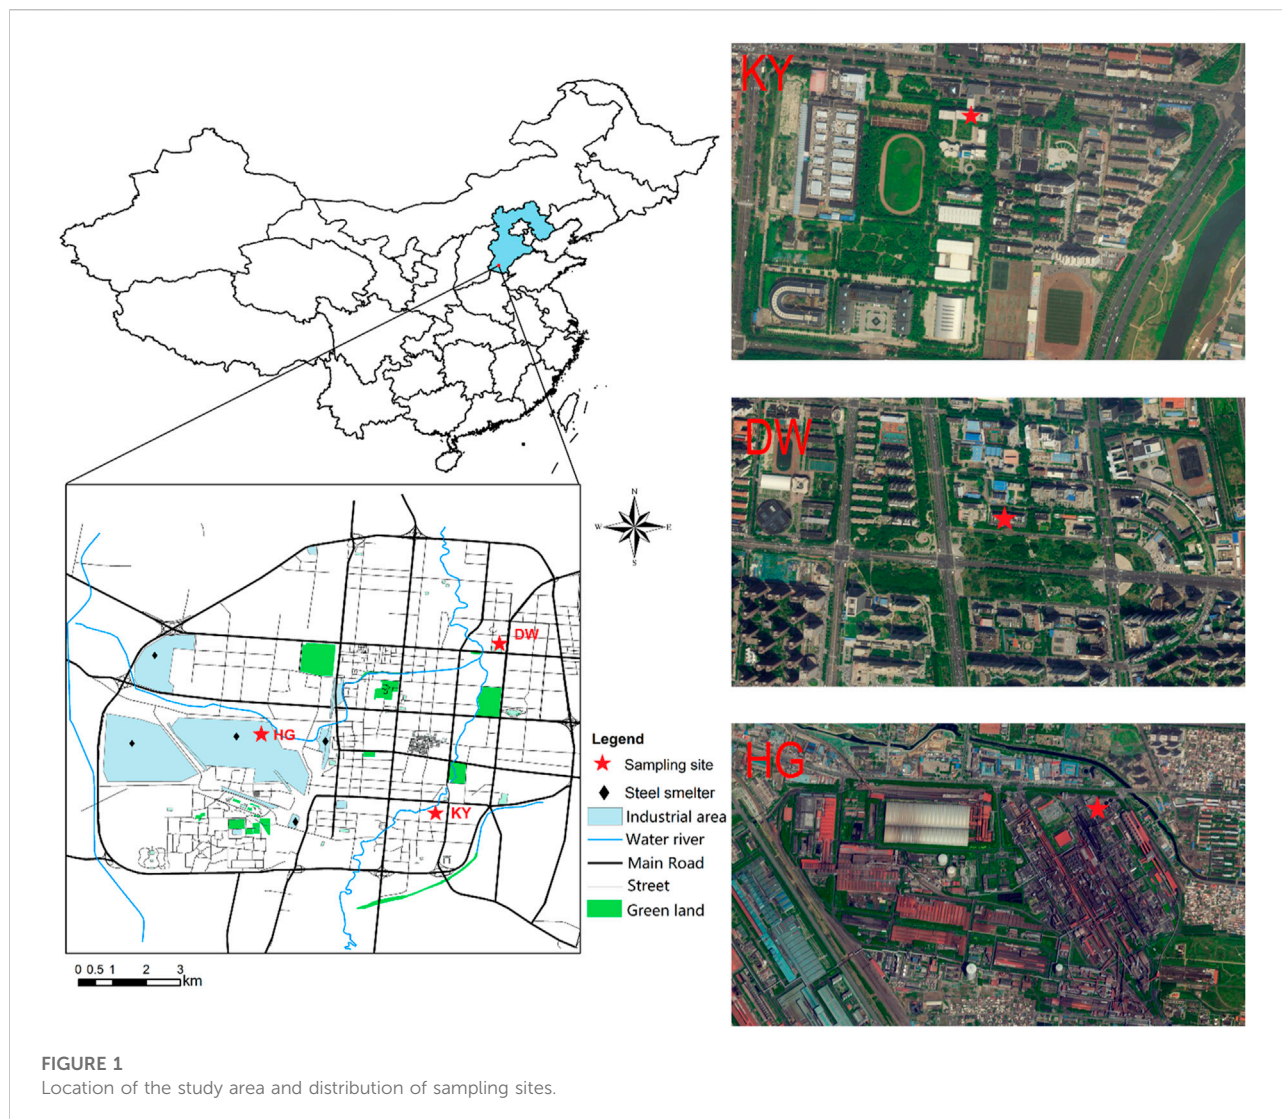 KY
DW
HG
N
W
E
S
DW
HG
KY
Legend
Sampling site
Steel smelter
Industrial area
Water river
Main Road
Street
Green land
0 0.5 1 2 3
km
FIGURE 1
Location of the study area and distribution of sampling sites.